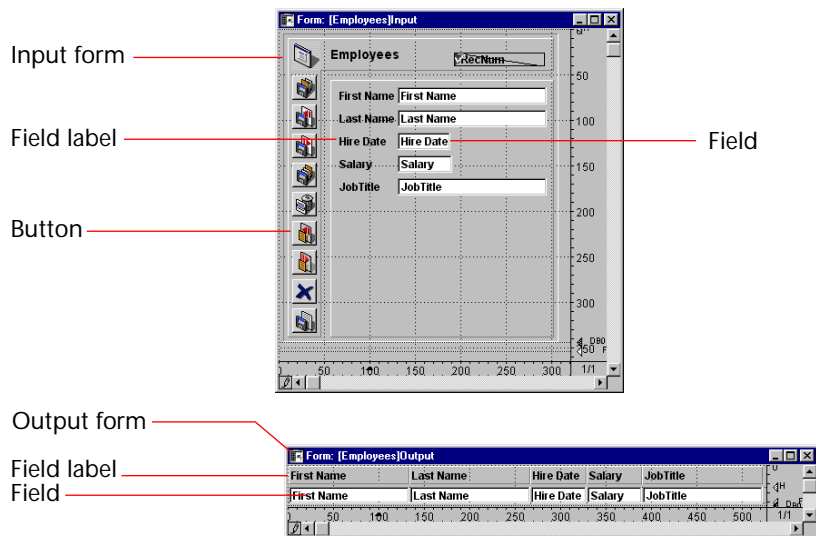 Form: [Employees]Input
Input form
Employees
RecNum
50
First Name First Name
Last Name Last Name
100
Field label
Hire Date Hire Date
Field
Salary Salary
150
JobTitle JobTitle
200
Button
250
300
DBO
50 F
50 100 150 200 250 300 1/1
Output form
Form: [Employees]Output
Field label
First Name Last Name Hire Date Salary JobTitle
0
H
Field
First Name Last Name Hire Date Salary JobTitle
50 100 150 200 250 300 350 400 450 500 1/1